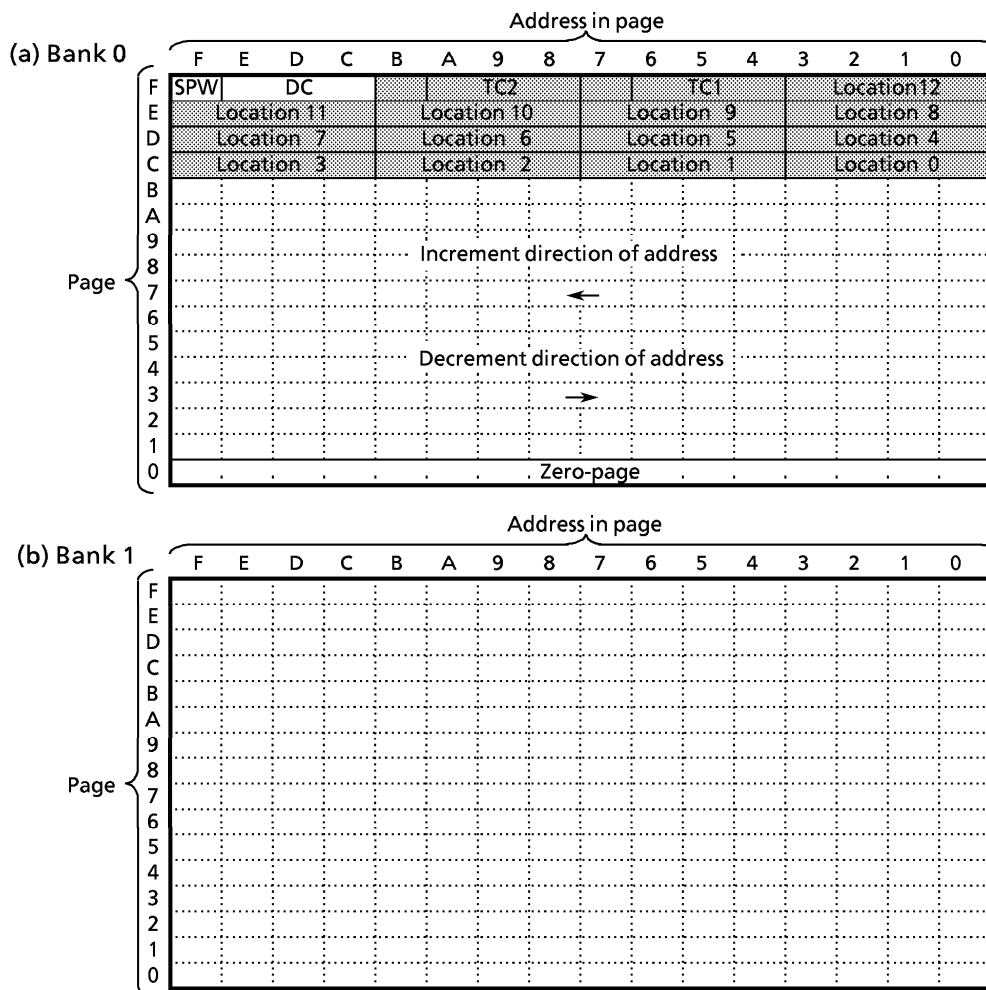 Address in page
(a) Bank 0
F E D C B A 9 8 7 6 5 4 3 2 1 0
F SPW DC TC2 TC1 Location 12
E Location 11 Location 10 Location 9 Location 8
D Location 7 Location 6 Location 5 Location 4
C Location 3 Location 2 Location 1 Location 0
B
A
9
Increment direction of address
8
Page
7
6
5
Decrement direction of address
4
3
2
1
0 Zero-page
Address in page
(b) Bank 1
F E D C B A 9 8 7 6 5 4 3 2 1 0
F
E
D
C
B
A
9
8
Page
7
6
5
4
3
2
1
0